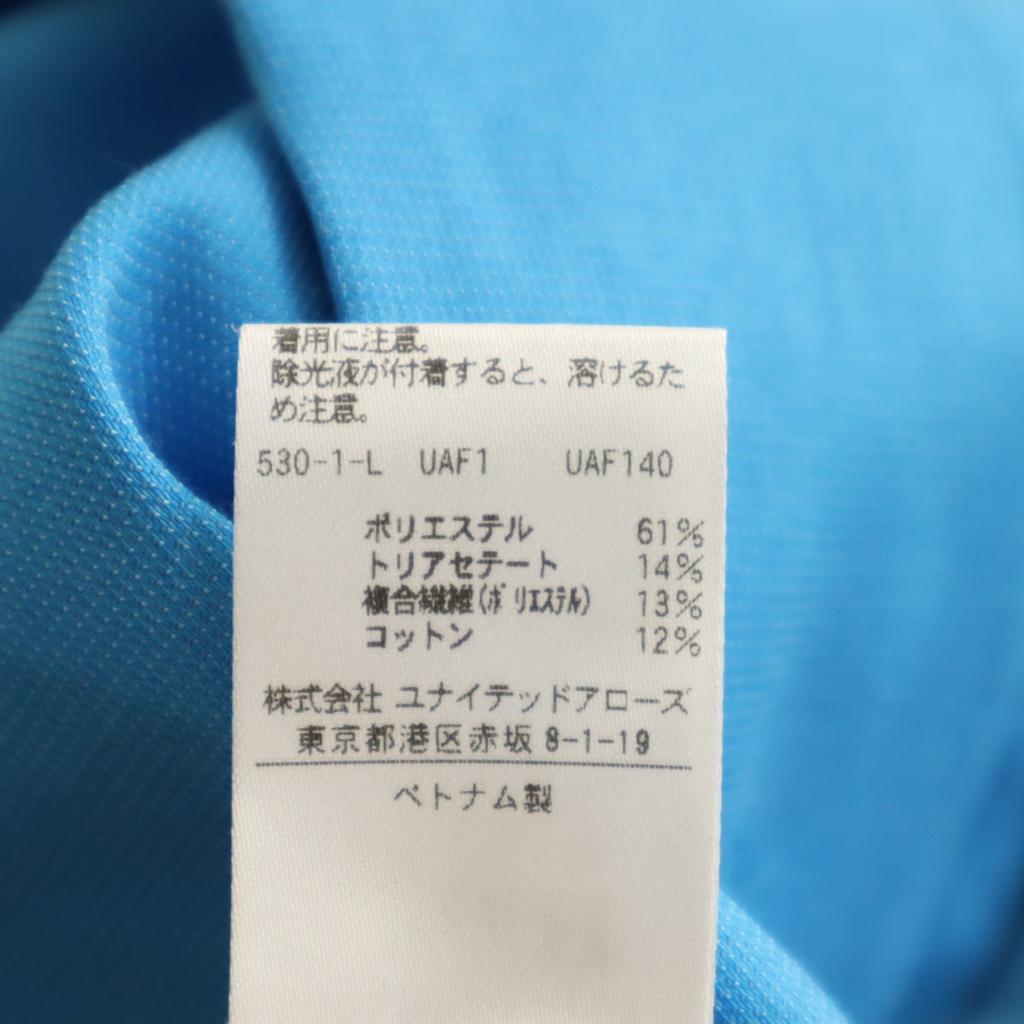 着用に注意。
除光液が付着すると、溶けるた
め注意。
530-1-L UAF1 UAF140
ポリエステル 61%
トリアセテート 14%
複合繊維(ポリエステル) 13%
コットン 12%
株式会社 ユナイテッドアローズ
東京都港区赤坂 8-1-19
ベトナム製